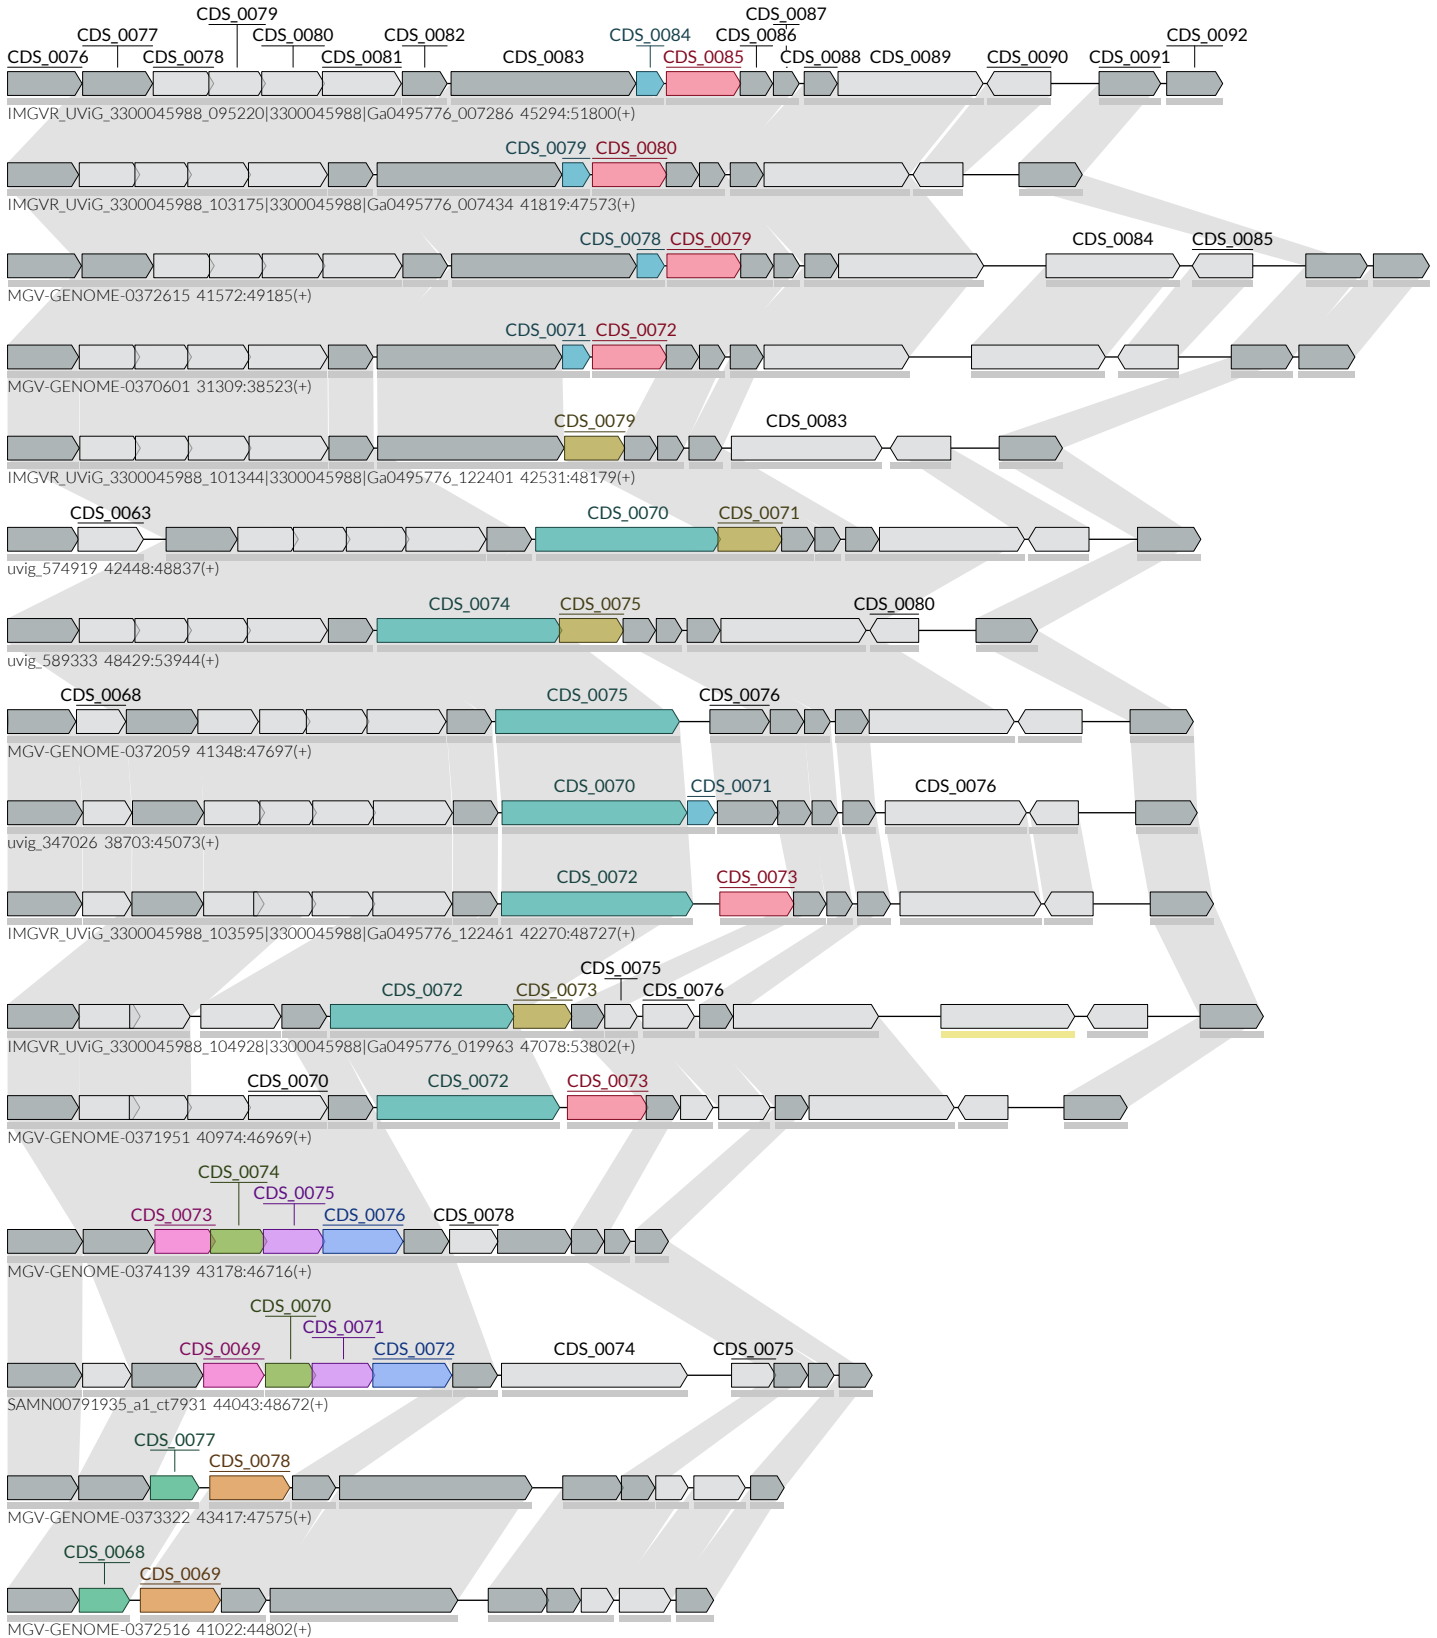 CDS_0079 CDS_0087
CDS_0077 CDS_0080 CDS_0082 CDS_0084 CDS_0086 CDS_0092
CDS_0076 CDS_0078 CDS_0081 CDS_0083 CDS_0085 CDS_0088 CDS_0089 CDS_0090 CDS_0091
IMGVR_UViG_3300045988_095220|3300045988|Ga0495776_007286 45294:51800(+)
CDS_0079 CDS_0080
IMGVR_UViG_3300045988_103175|3300045988|Ga0495776_007434 41819:47573(+)
CDS_0078 CDS_0079 CDS_0084 CDS_0085
MGV-GENOME-0372615 41572:49185(+)
CDS_0071 CDS_0072
MGV-GENOME-0370601 31309:38523(+)
CDS_0079 CDS_0083
IMGVR_UViG_3300045988_101344|3300045988|Ga0495776_122401 42531:48179(+)
CDS_0063 CDS_0070 CDS_0071
uvig_574919 42448:48837(+)
CDS_0074 CDS_0075 CDS_0080
uvig_589333 48429:53944(+)
CDS_0068 CDS_0075 CDS_0076
MGV-GENOME-0372059 41348:47697(+)
CDS_0070 CDS_0071 CDS_0076
uvig_347026 38703:45073(+)
CDS_0072 CDS_0073
IMGVR_UViG_3300045988_103595|3300045988|Ga0495776_122461 42270:48727(+)
CDS_0075
CDS_0072 CDS_0073 CDS_0076
IMGVR_UViG_3300045988_104928|3300045988|Ga0495776_019963 47078:53802(+)
CDS_0070 CDS_0072 CDS_0073
MGV-GENOME-0371951 40974:46969(+)
CDS_0074
CDS_0075
CDS_0073 CDS_0076 CDS_0078
MGV-GENOME-0374139 43178:46716(+)
CDS_0070
CDS_0071
CDS_0069 CDS_0072 CDS_0074 CDS_0075
SAMN00791935_a1_ct7931 44043:48672(+)
CDS_0077
CDS_0078
MGV-GENOME-0373322 43417:47575(+)
CDS_0068
CDS_0069
MGV-GENOME-0372516 41022:44802(+)